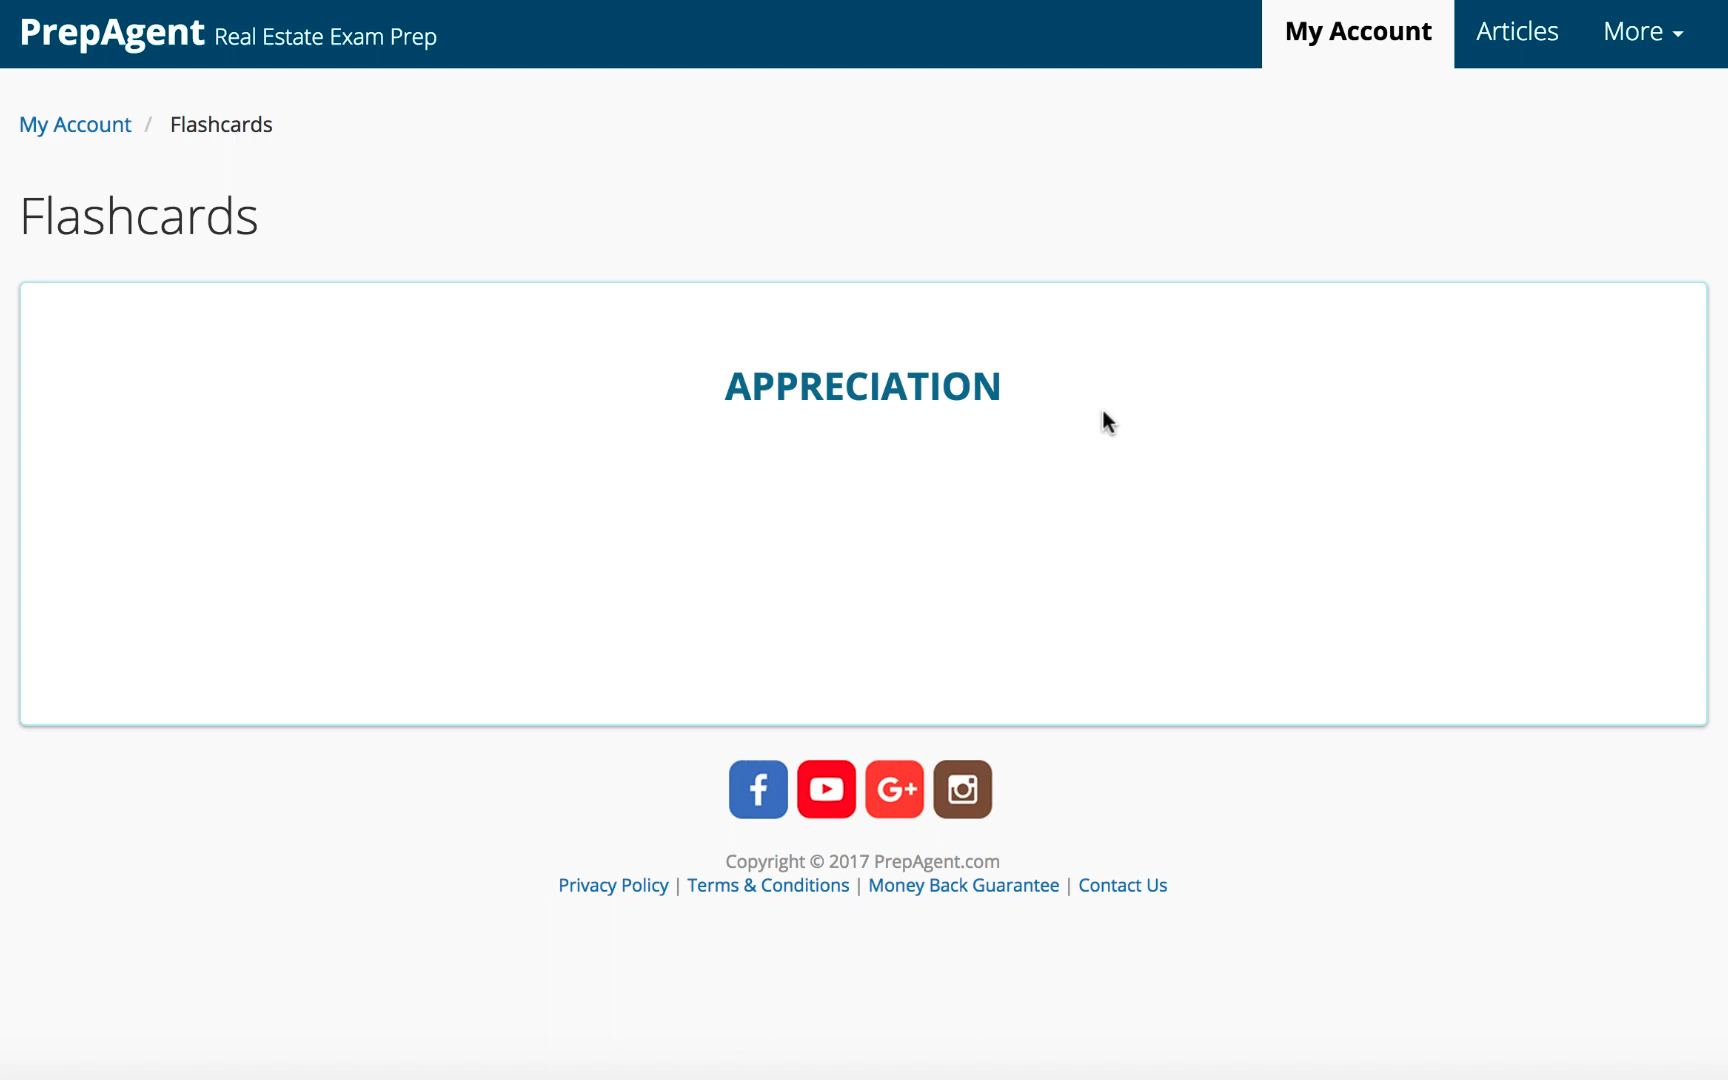 PrepAgent Real Estate Exam Prep My Account Articles More
My Account / Flashcards
Flashcards
APPRECIATION
f G+
Copyright © 2017 PrepAgent.com
Privacy Policy | Terms & Conditions | Money Back Guarantee | Contact Us